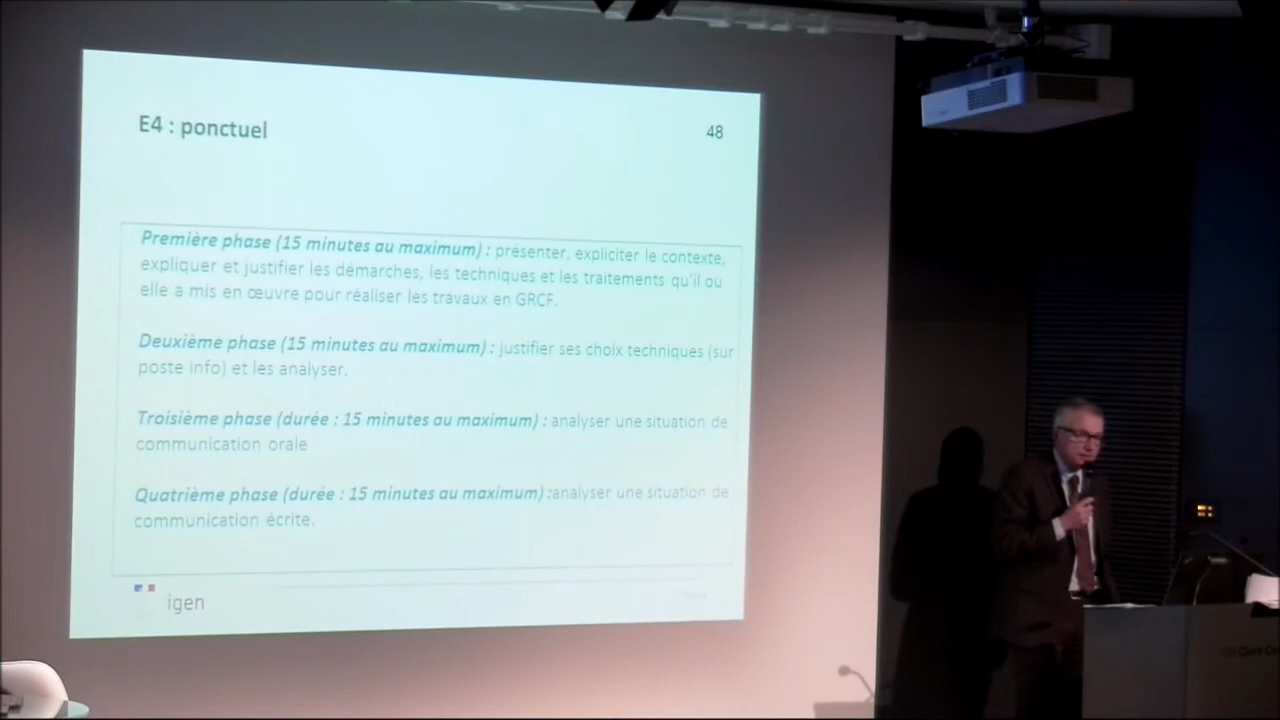 E4 : ponctuel
48
Première phase (15 minutes au maximum) : présenter, expliciter le contexte,
expliquer et justifier les démarches, les techniques et les traitements qu'il ou
elle a mis en œuvre pour réaliser les travaux en GRCF.
Deuxième phase (15 minutes au maximum) : justifier ses choix techniques (sur
poste info) et les analyser.
Troisième phase (durée : 15 minutes au maximum) : analyser une situation de
communication orale
Quatrième phase (durée : 15 minutes au maximum) :analyser une situation de
communication écrite.
igen